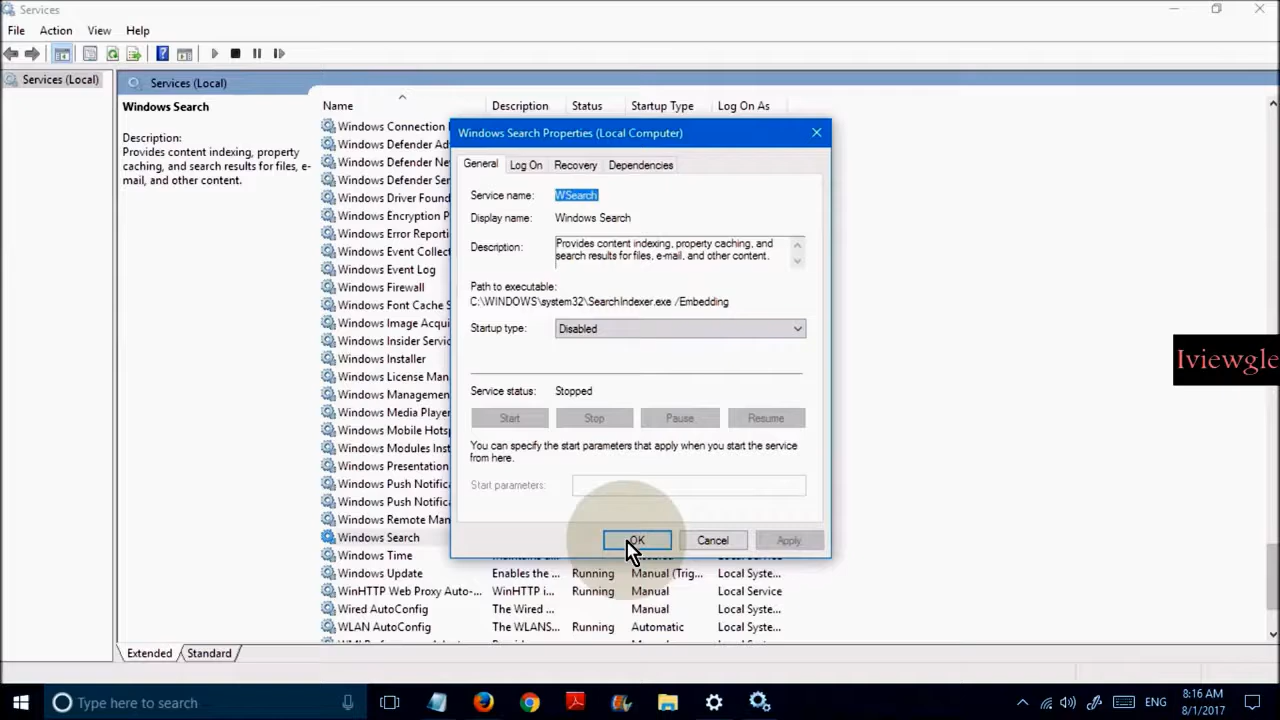 Services
File Action View Help
Services (Local)
Services (Local)
Windows Search
Description:
Provides content indexing, property
caching, and search results for files, e-
mail, and other content.
Name Description Status Startup Type Log On As
Windows Connection
Windows Defender Ad
Windows Defender Net
Windows Defender Ser
Windows Driver Found
Windows Encryption P
Windows Error Reporti
Windows Event Collec
Windows Event Log
Windows Firewall
Windows Font Cache S
Windows Image Acqui
Windows Insider Servic
Windows Installer
Windows License Man
Windows Managemen
Windows Media Player
Windows Mobile Hots
Windows Modules Inst
Windows Presentation
Windows Push Notific
Windows Push Notific
Windows Remote Man
Windows Search
Windows Time
Windows Update Enables the ... Running Manual (Trig... Local Syste...
WinHTTP Web Proxy Auto-... WinHTTP i... Running Manual Local Service
Wired AutoConfig The Wired ... Manual Local Syste...
WLAN AutoConfig The WLANS... Running Automatic Local Syste...
Windows Search Properties (Local Computer)
General Log On Recovery Dependencies
Service name: WSearch
Display name: Windows Search
Description: Provides content indexing, property caching, and
search results for files, e-mail, and other content.
Path to executable:
C:\WINDOWS\system32\SearchIndexer.exe /Embedding
Startup type: Disabled
Service status: Stopped
Start Stop Pause Resume
You can specify the start parameters that apply when you start the service
from here.
Start parameters:
OK Cancel Apply
Iviewgle
Extended Standard
Type here to search
ENG
8:16 AM
8/1/2017